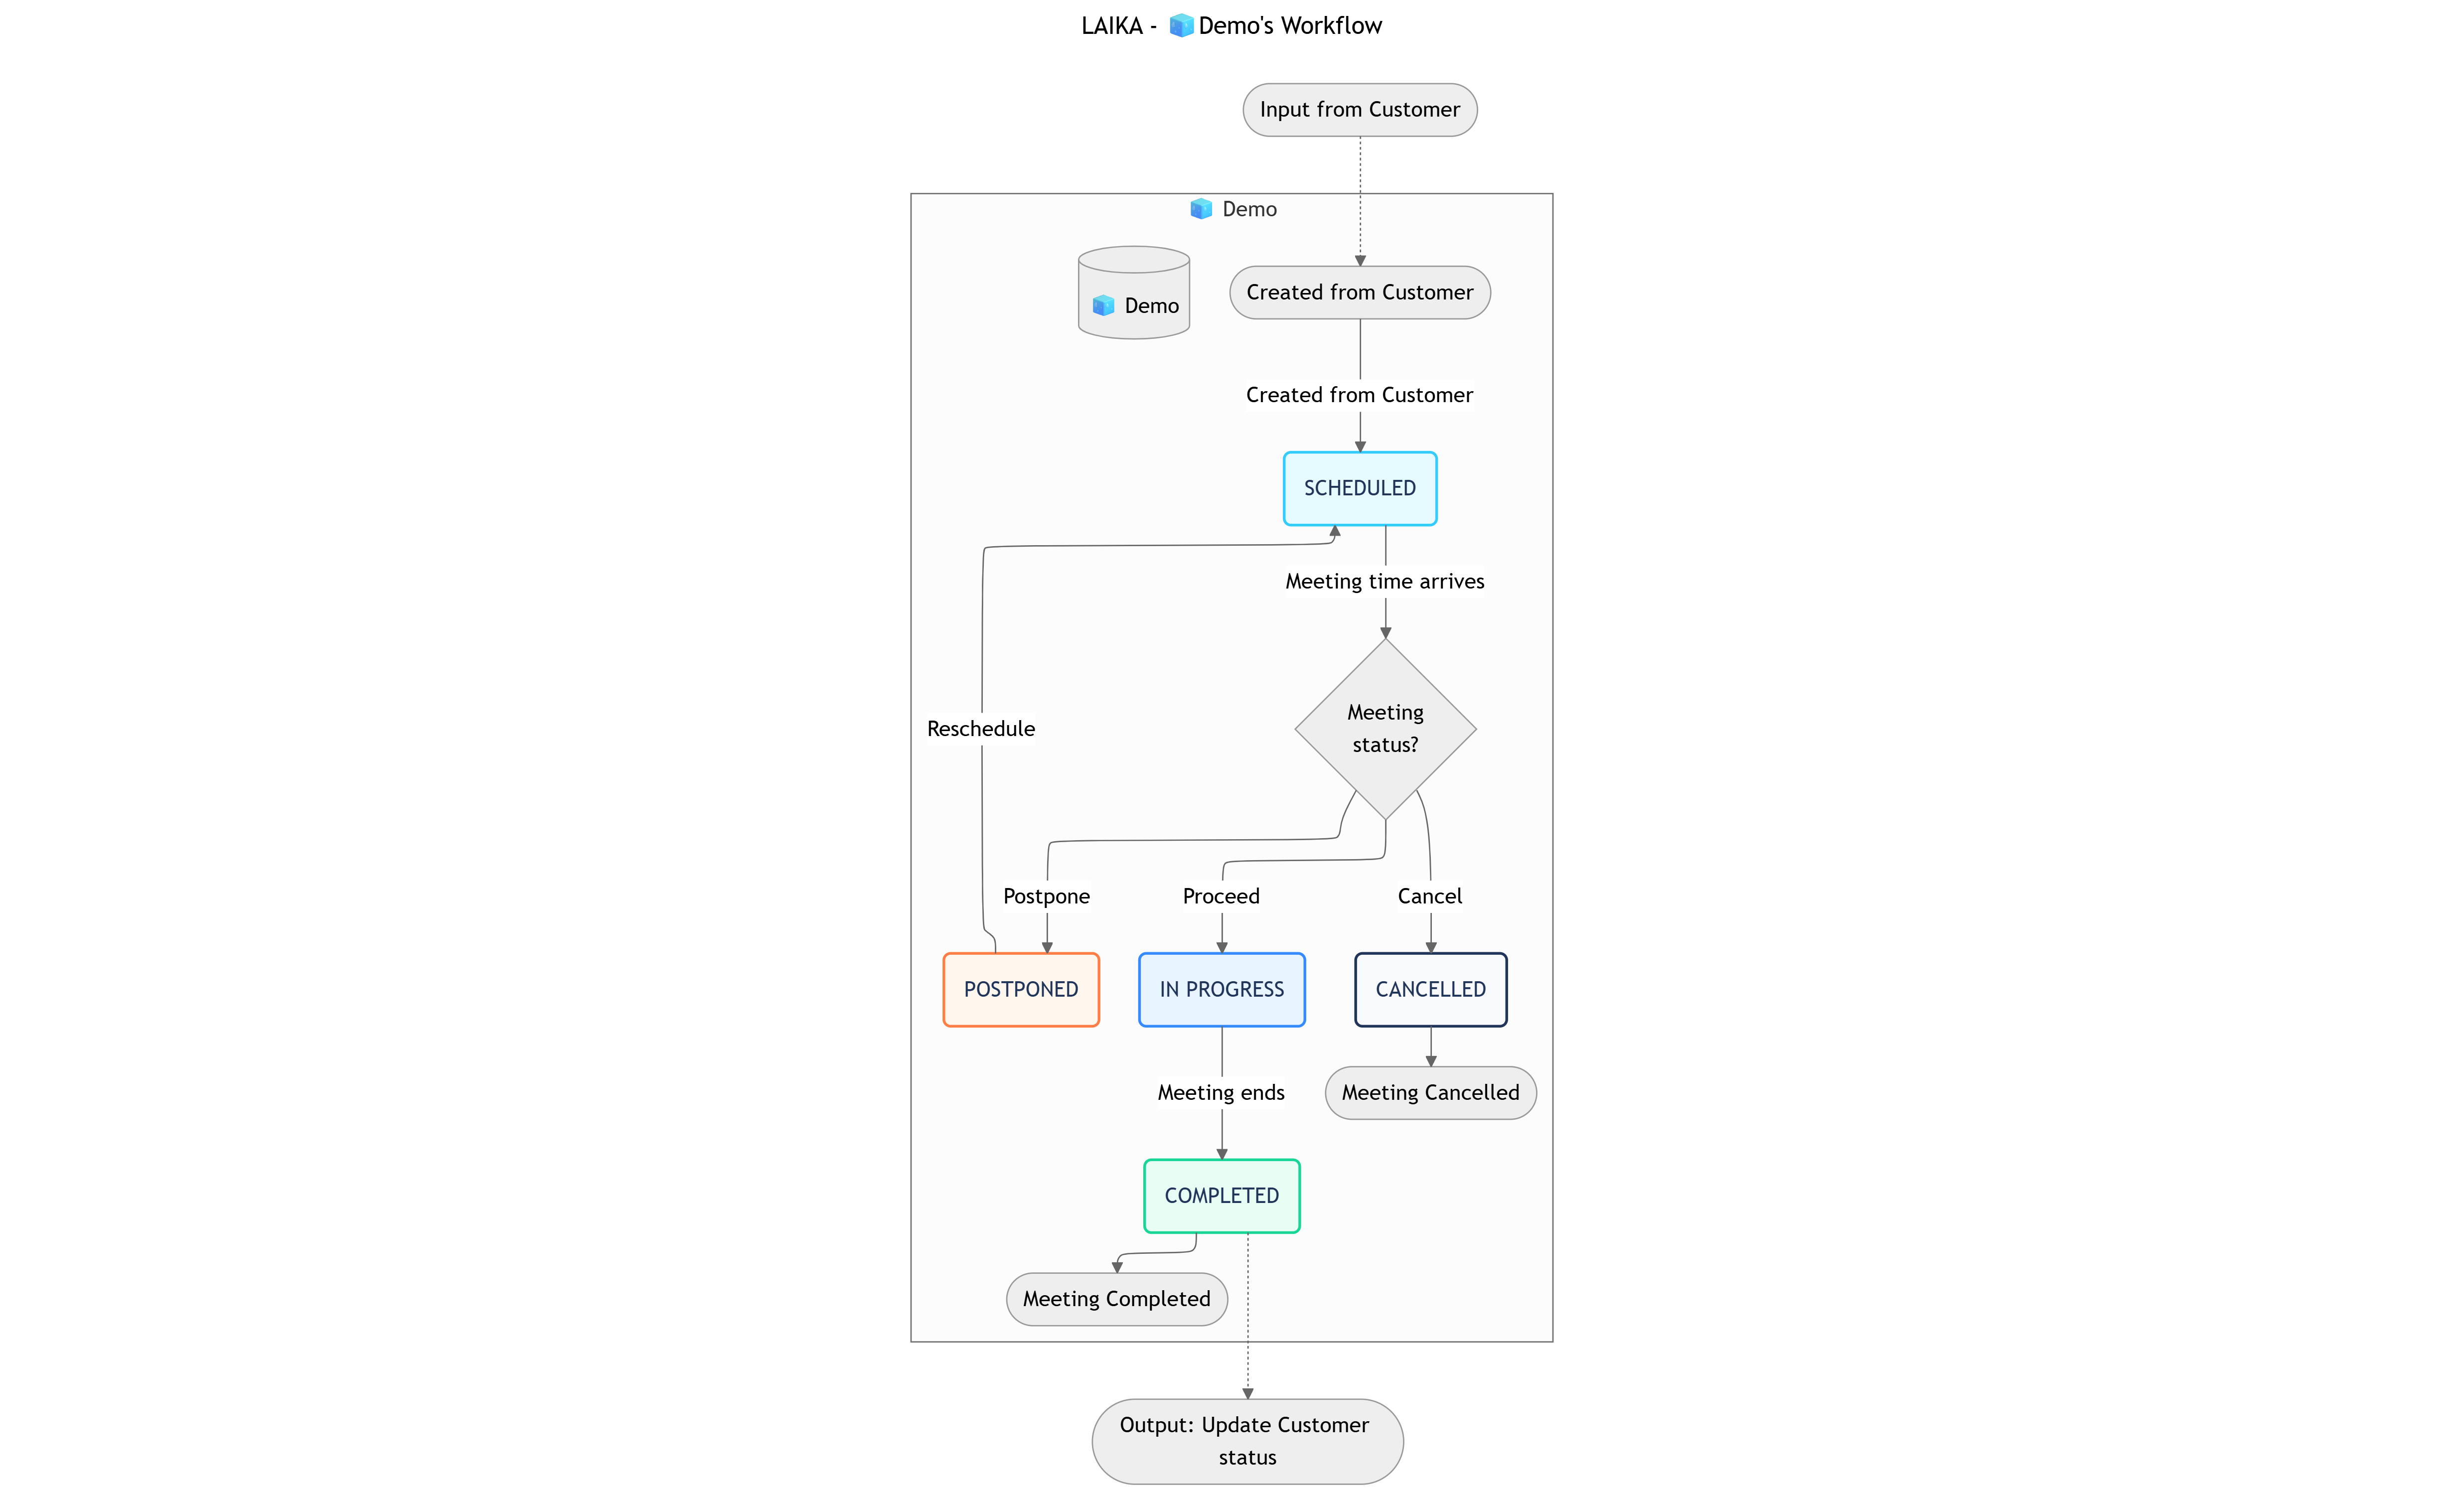 LAIKA - Demo's Workflow
Input from Customer
Demo
Demo
Created from Customer
Created from Customer
SCHEDULED
Meeting time arrives
Meeting
status?
Reschedule
Postpone
Proceed
Cancel
POSTPONED
IN PROGRESS
CANCELLED
Meeting ends
Meeting Cancelled
COMPLETED
Meeting Completed
Output: Update Customer
status